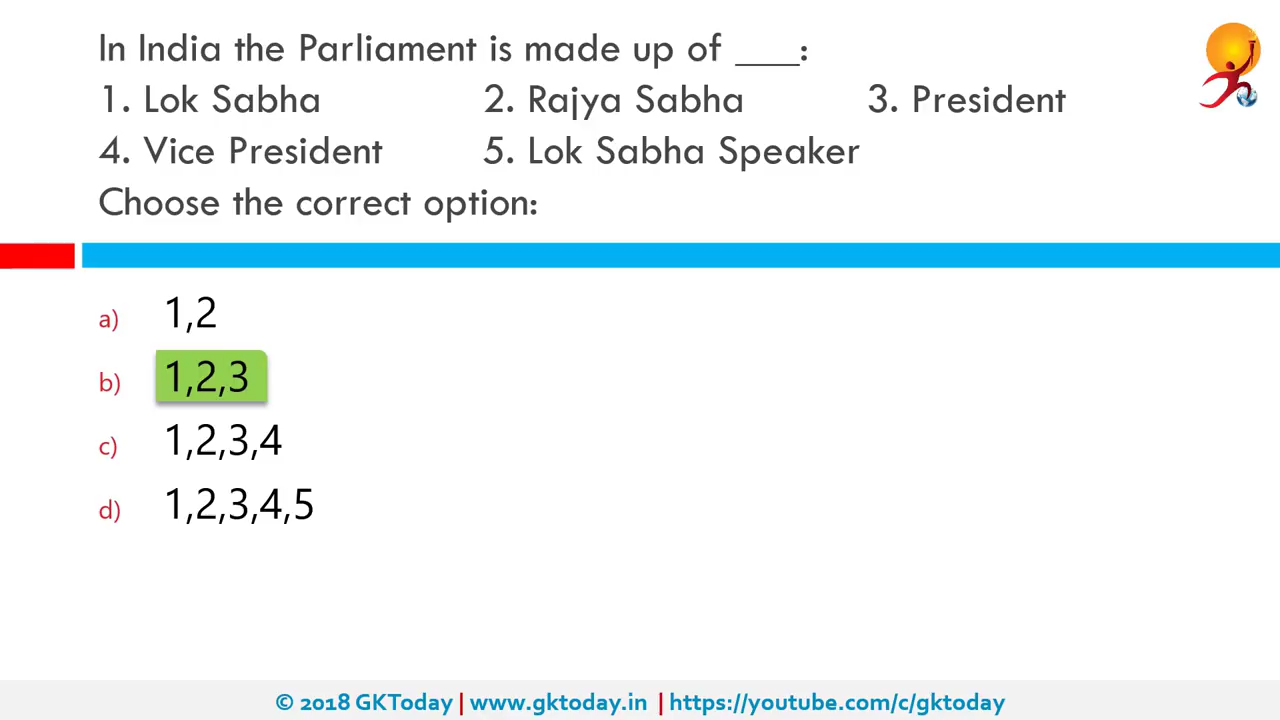 In India the Parliament is made up of ___:
1. Lok Sabha 2. Rajya Sabha 3. President
4. Vice President 5. Lok Sabha Speaker
Choose the correct option:
a) 1,2
b) 1,2,3
c) 1,2,3,4
d) 1,2,3,4,5
© 2018 GKToday | www.gktoday.in | https://youtube.com/c/gktoday